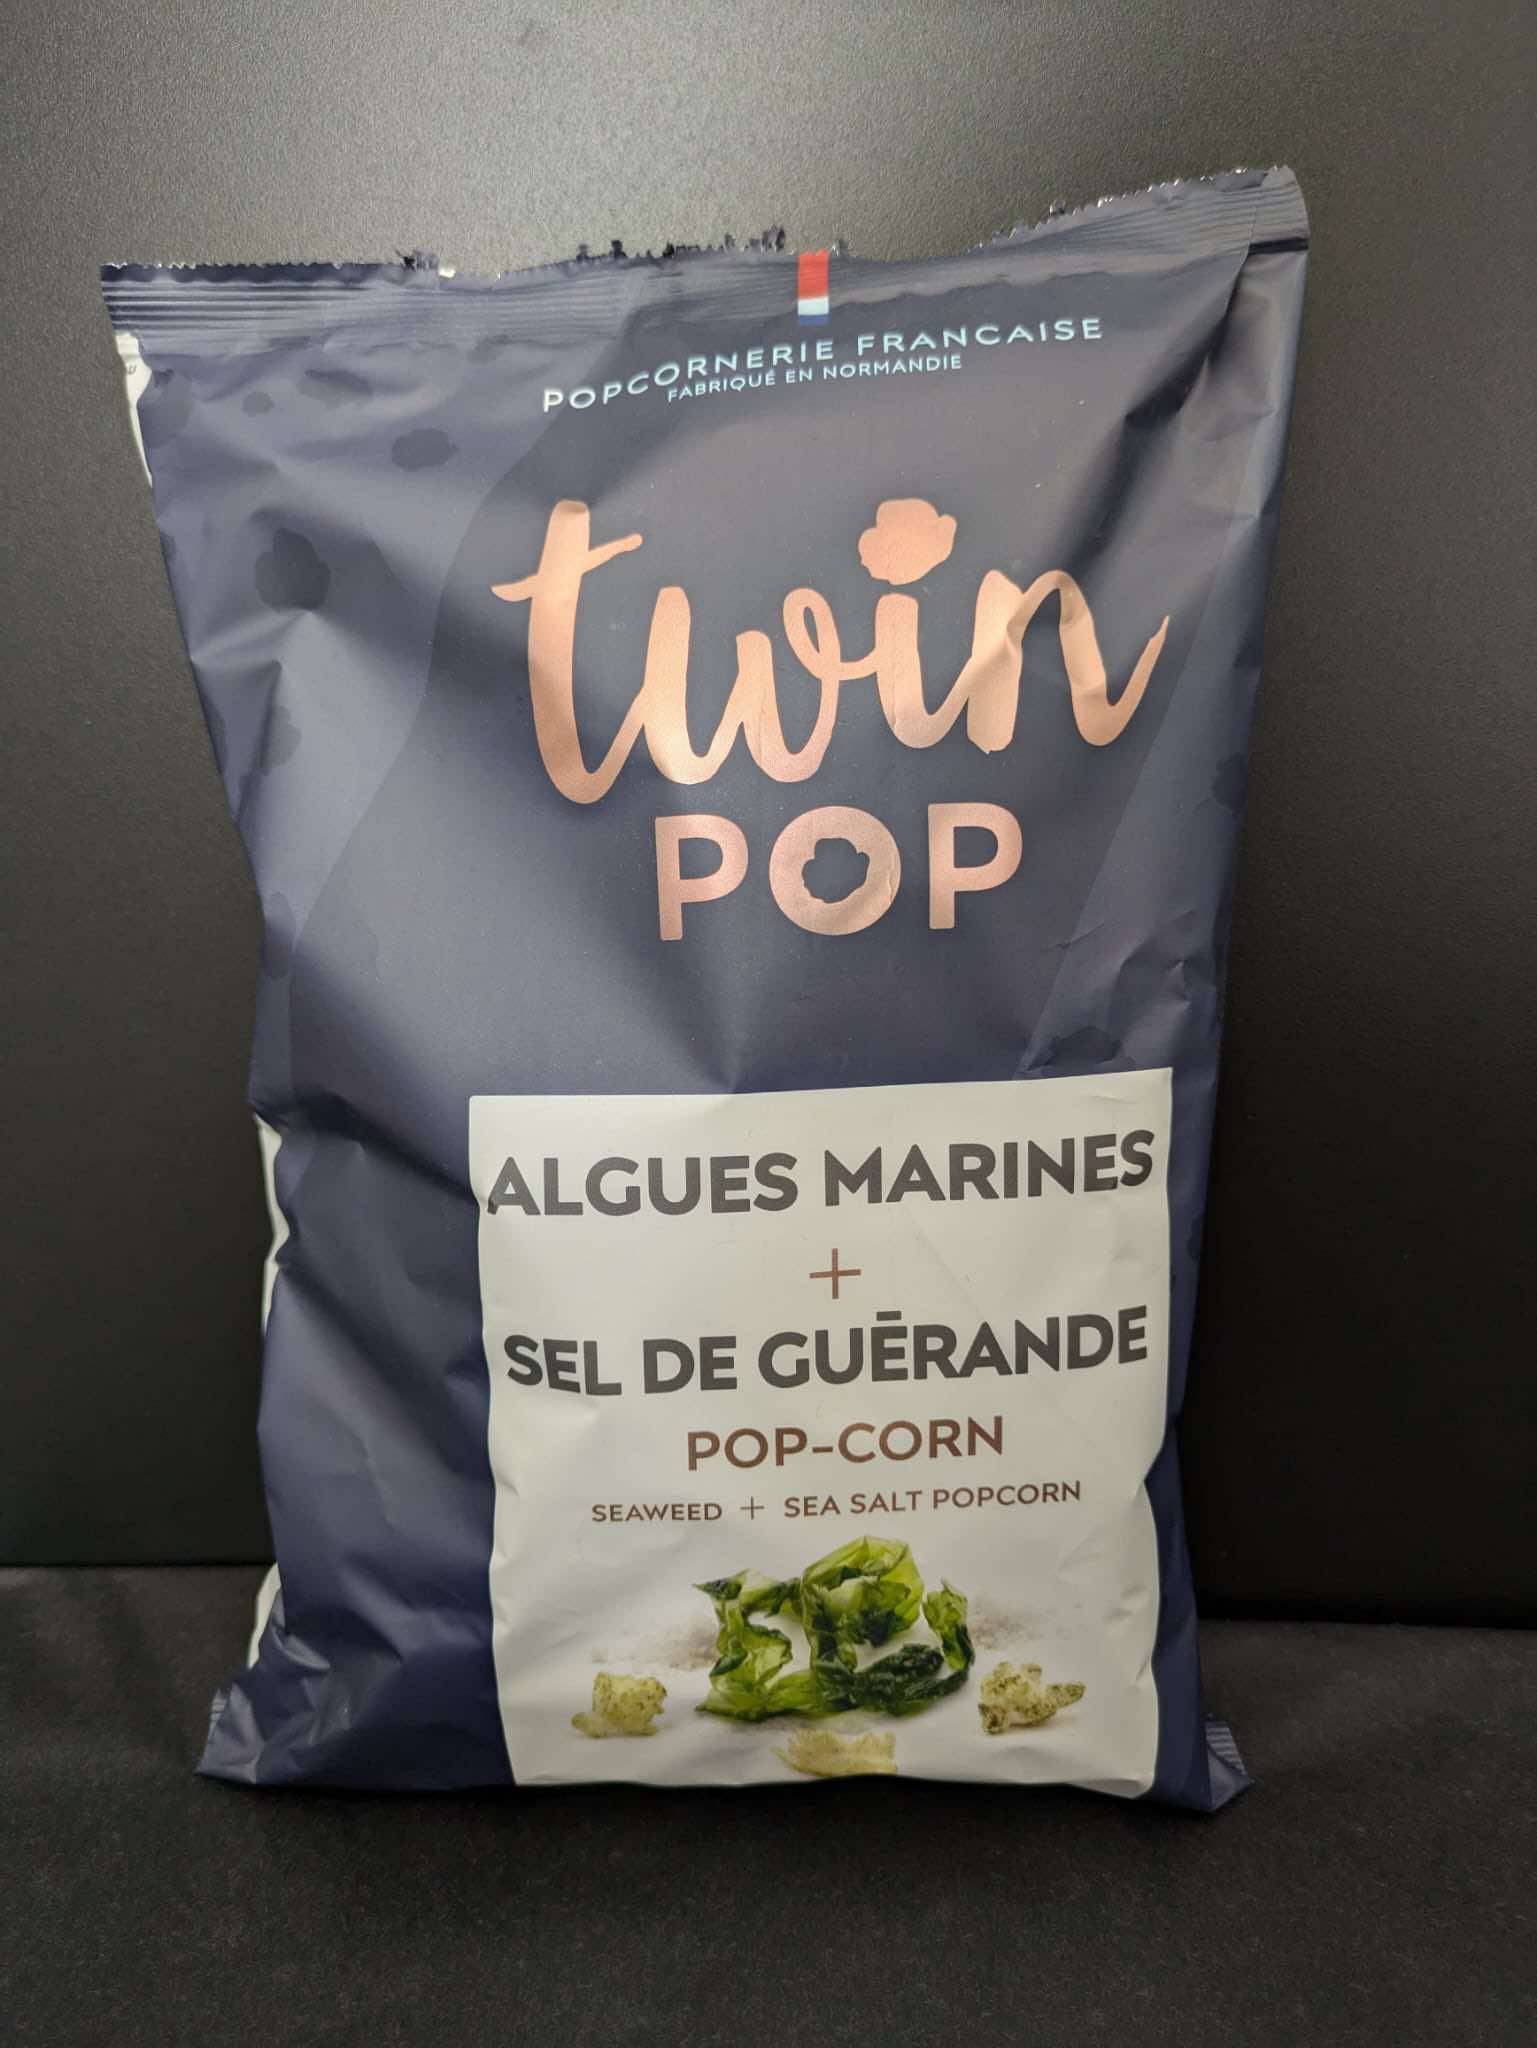 POPCORNERIE FRANCAISE
FABRIQUÉ EN NORMANDIE
twin
POP
ALGUES MARINES
+
SEL DE GUĒRANDE
POP-CORN
SEAWEED + SEA SALT POPCORN